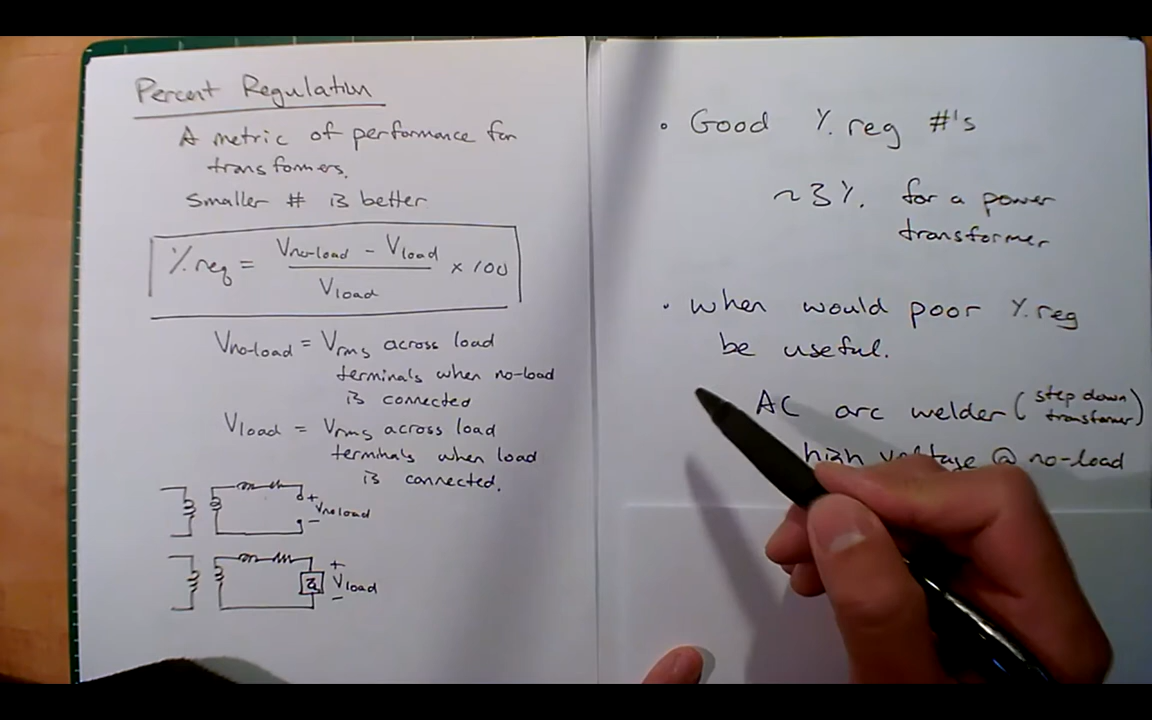 Percent Regulation
A metric of performance for
transformers.
Smaller # is better
% reg = Vno-load - Vload / Vload × 100
Vno-load = Vrms across load
terminals when no-load
is connected
Vload = Vrms across load
terminals when load
is connected.
+ Vno load -
ZL + Vload -
• Good % reg #'s
~3% for a power
transformer
• When would poor % reg
be useful.
AC arc welder (step down transformer)
high voltage @ no-load